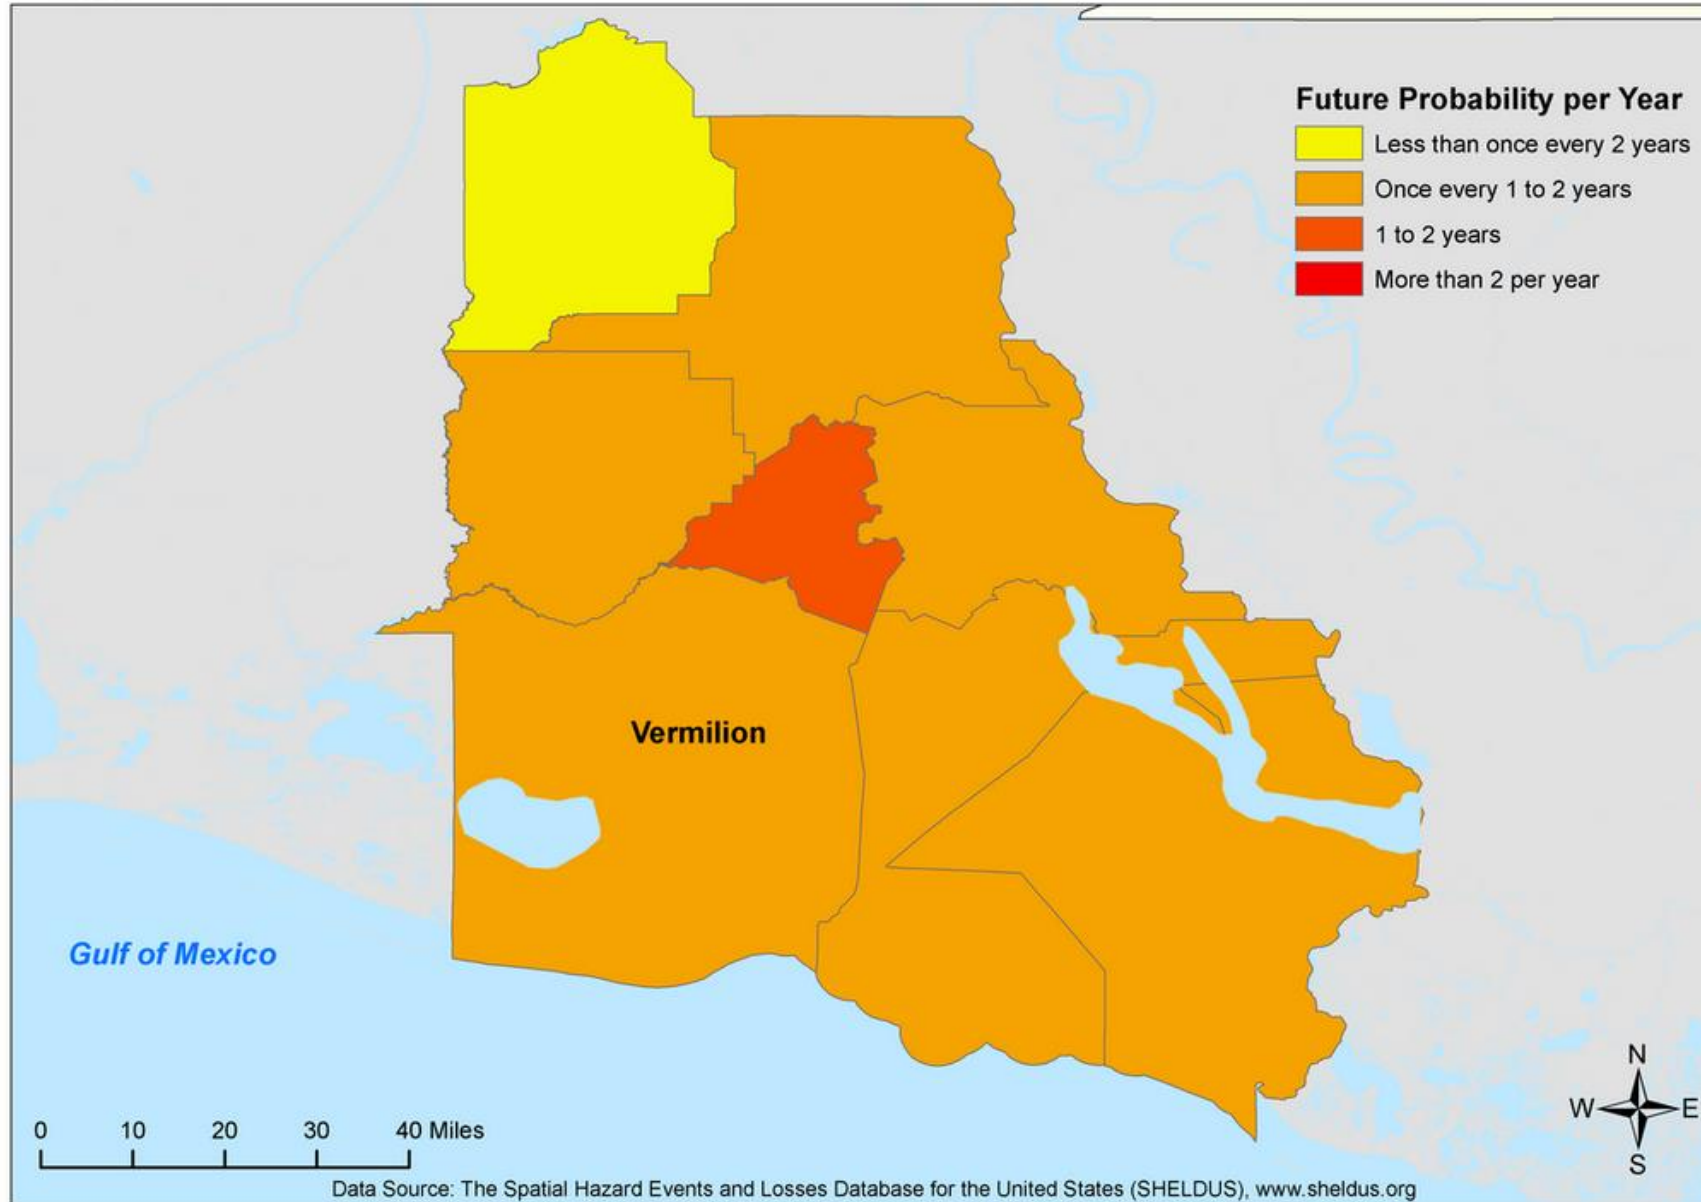 Future Probability per Year
Less than once every 2 years
Once every 1 to 2 years
1 to 2 years
More than 2 per year
Vermilion
Gulf of Mexico
N
W E
S
0 10 20 30 40 Miles
Data Source: The Spatial Hazard Events and Losses Database for the United States (SHELDUS), www.sheldus.org